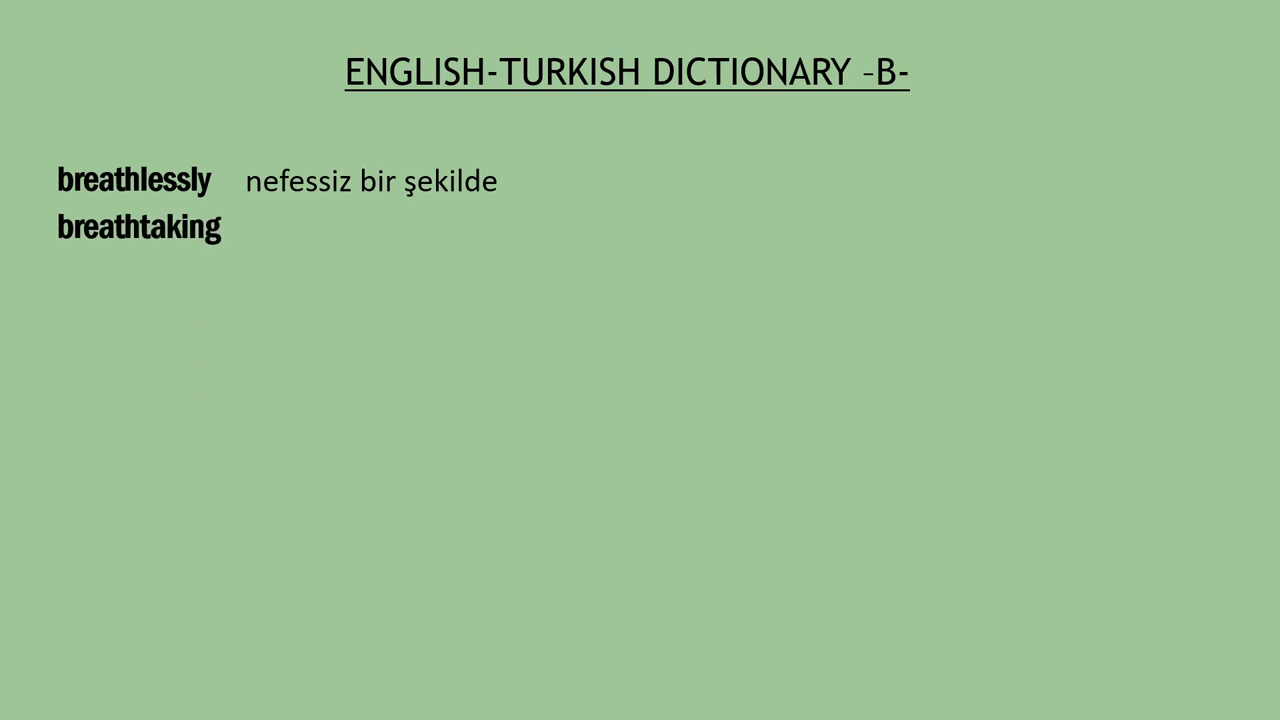 ENGLISH-TURKISH DICTIONARY –B-
breathlessly nefessiz bir şekilde
breathtaking